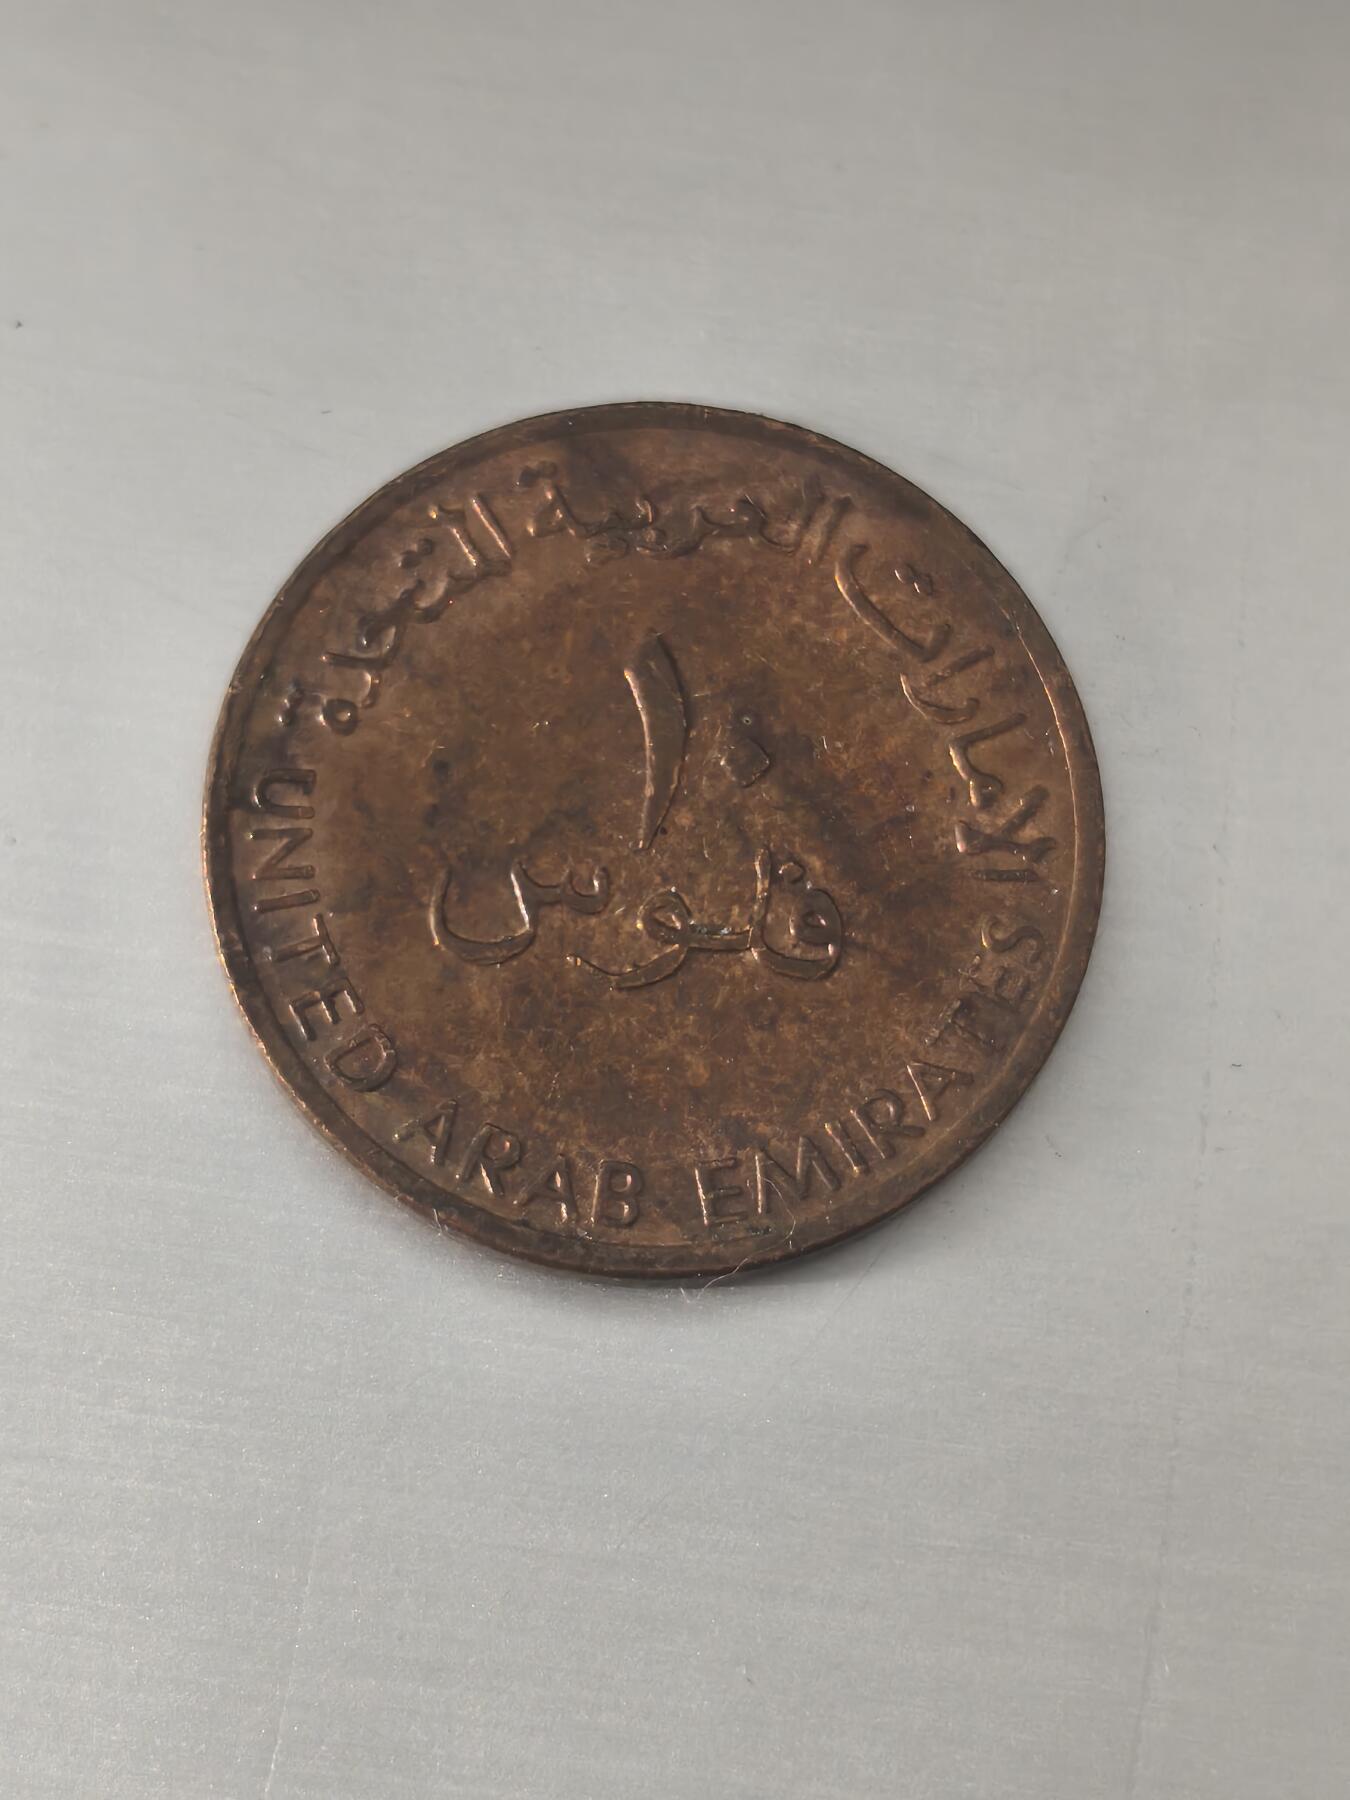 الإمارات العربية المتحدة
١٠
فلوس
UNITED ARAB EMIRATES